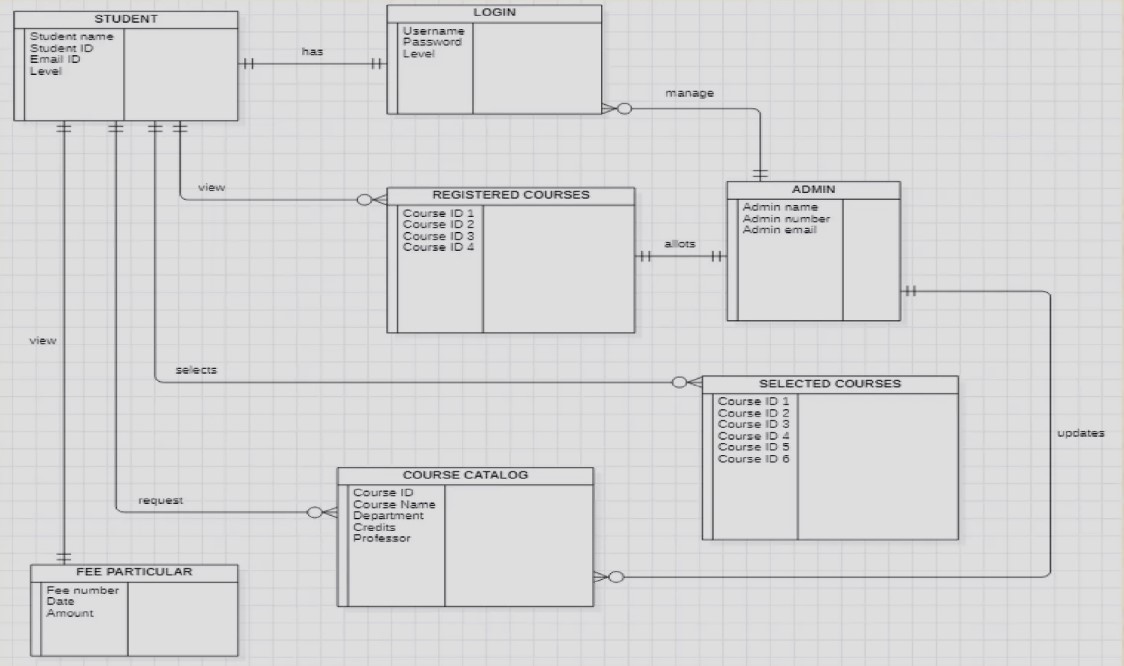 STUDENT
Student name
Student ID
Email ID
Level
has
LOGIN
Username
Password
Level
manage
view
REGISTERED COURSES
Course ID 1
Course ID 2
Course ID 3
Course ID 4
allots
ADMIN
Admin name
Admin number
Admin email
view
selects
SELECTED COURSES
Course ID 1
Course ID 2
Course ID 3
Course ID 4
Course ID 5
Course ID 6
updates
request
COURSE CATALOG
Course ID
Course Name
Department
Credits
Professor
FEE PARTICULAR
Fee number
Date
Amount